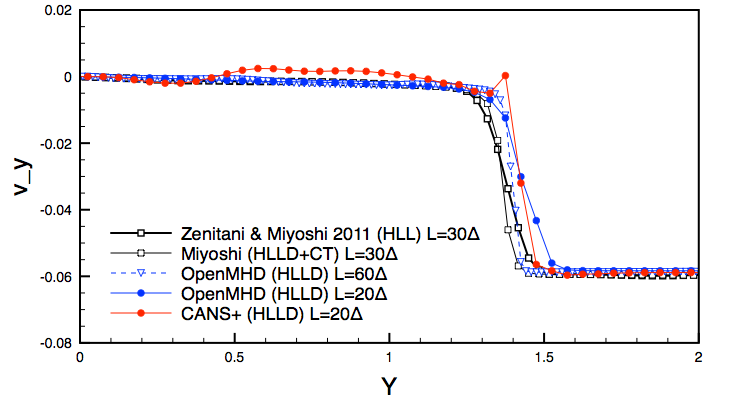 0.02
0
-0.02
-0.04
-0.06
-0.08
v_y
Zenitani & Miyoshi 2011 (HLL) L=30Δ
Miyoshi (HLLD+CT) L=30Δ
OpenMHD (HLLD) L=60Δ
OpenMHD (HLLD) L=20Δ
CANS+ (HLLD) L=20Δ
0 0.5 1 1.5 2
Y